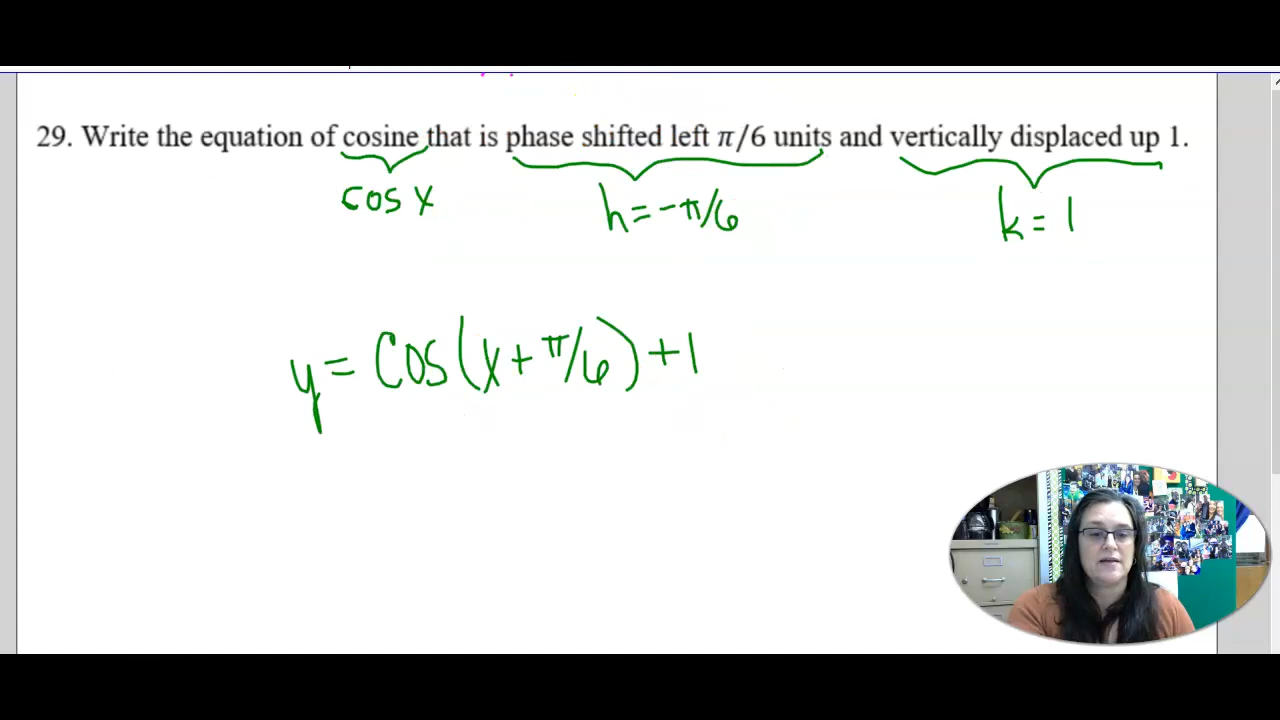 29. Write the equation of cosine that is phase shifted left π/6 units and vertically displaced up 1.
cos x
h = -π/6
k = 1
y = cos(x + π/6) + 1